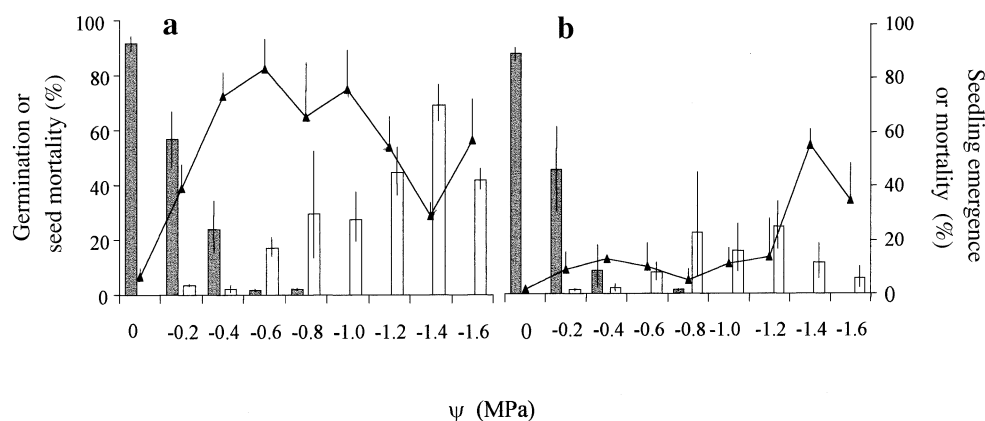 a
b
Germination or
seed mortality (%)
100
80
60
40
20
0
100
80
60
40
20
0
Seedling emergence
or mortality (%)
0 -0.2 -0.4 -0.6 -0.8 -1.0 -1.2 -1.4 -1.6
0 -0.2 -0.4 -0.6 -0.8 -1.0 -1.2 -1.4 -1.6
ψ (MPa)